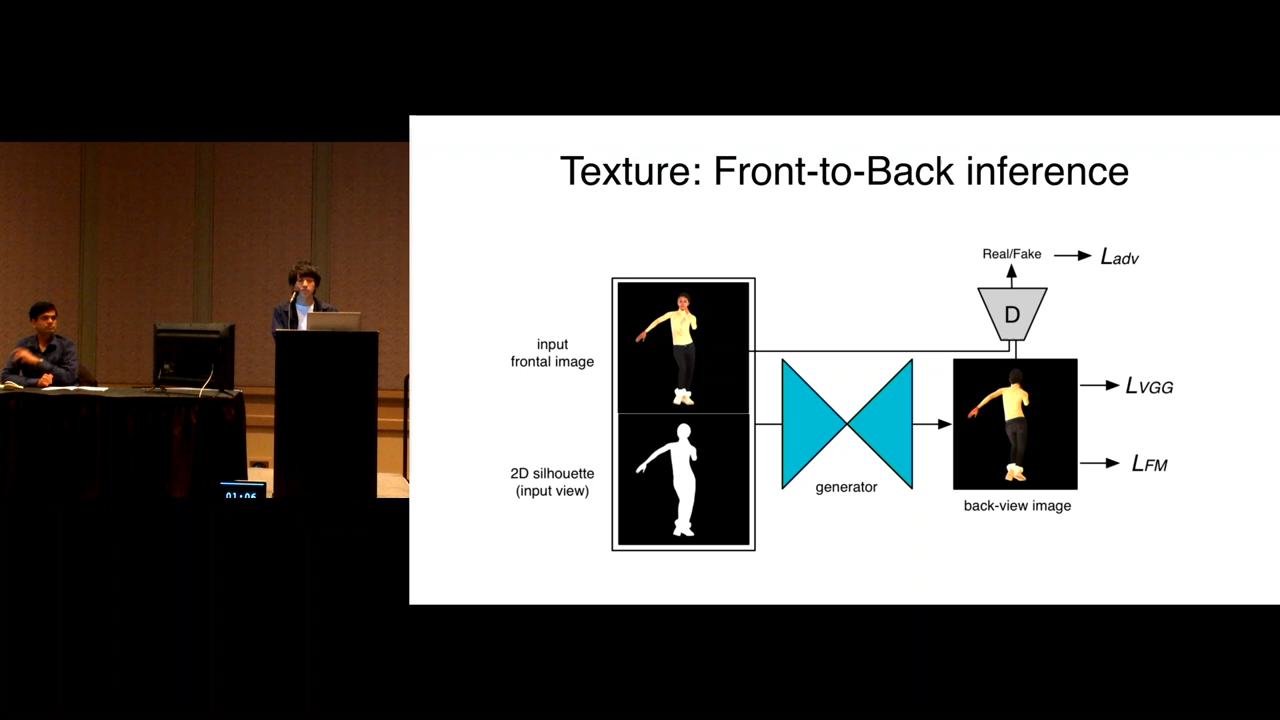 Texture: Front-to-Back inference
Real/Fake
Ladv
D
input
frontal image
LVGG
2D silhouette
(input view)
LFM
generator
back-view image
01:06